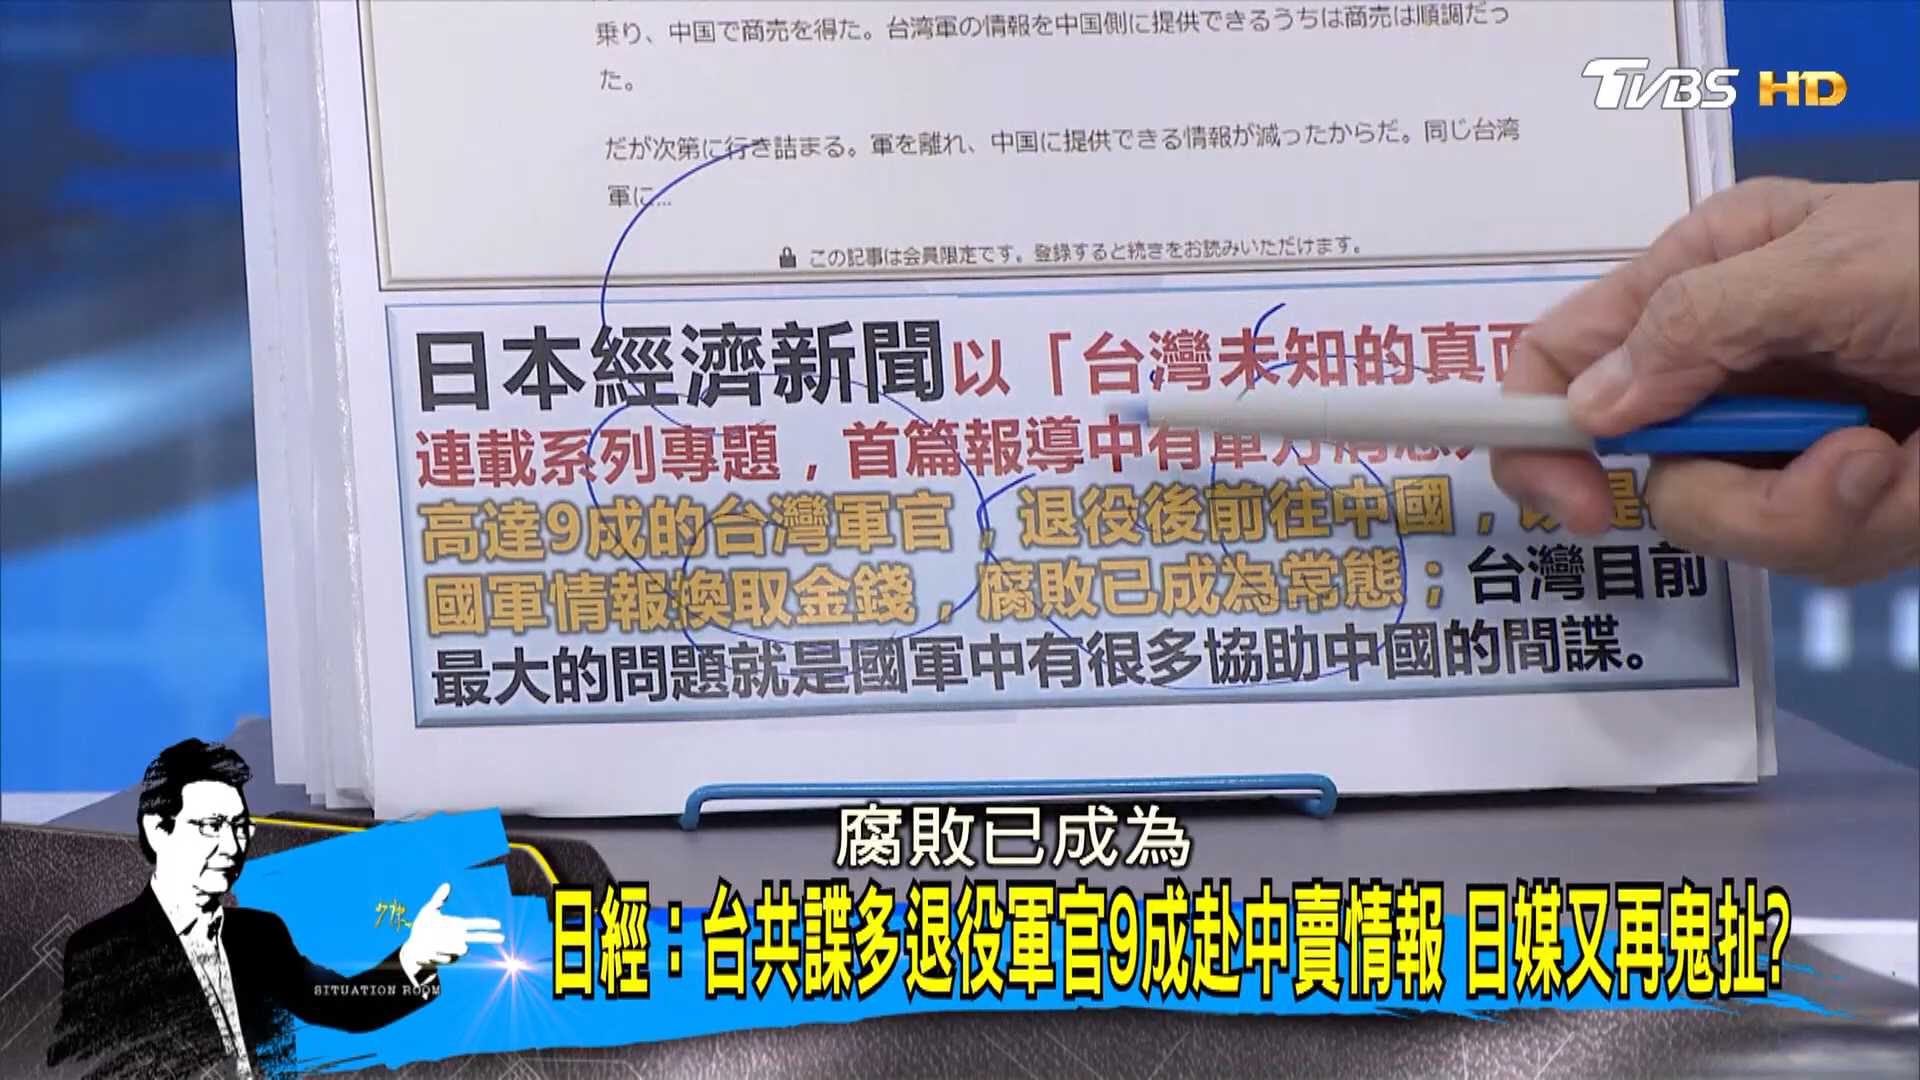 乗り、中国で商売を得た。台湾軍の情報を中国側に提供できるうちは商売は順調だっ
た。
だが次第に行き詰まる。軍を離れ、中国に提供できる情報が減ったからだ。同じ台湾
軍に...
この記事は会員限定です。登録すると続きをお読みいただけます。
TVBS HD
日本經濟新聞以「台灣未知的真面
連載系列專題，首篇報導中有軍方消息
高達9成的台灣軍官，退役後前往中國，以提
國軍情報換取金錢，腐敗已成為常態；台灣目前
最大的問題就是國軍中有很多協助中國的間諜。
腐敗已成為
日經：台共諜多退役軍官9成赴中賣情報 日媒又再鬼扯?
SITUATION ROOM